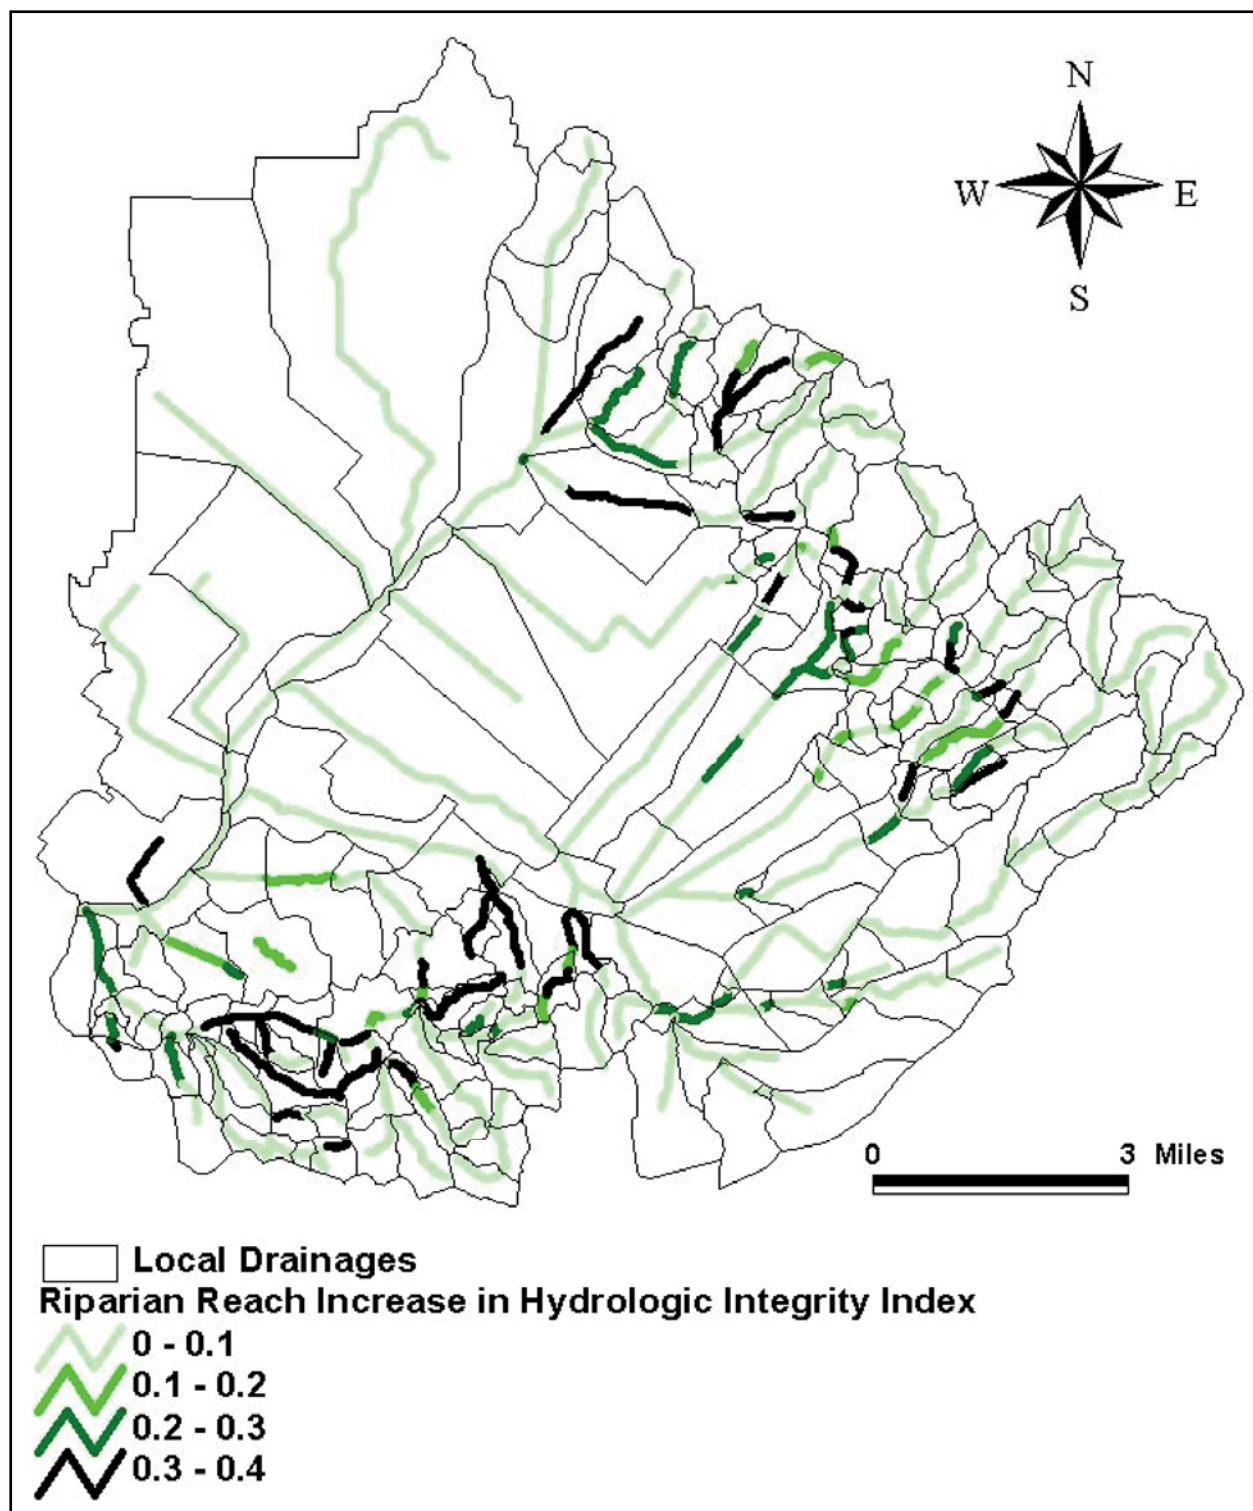 N
W E
S
0 3 Miles
Local Drainages
Riparian Reach Increase in Hydrologic Integrity Index
0 - 0.1
0.1 - 0.2
0.2 - 0.3
0.3 - 0.4